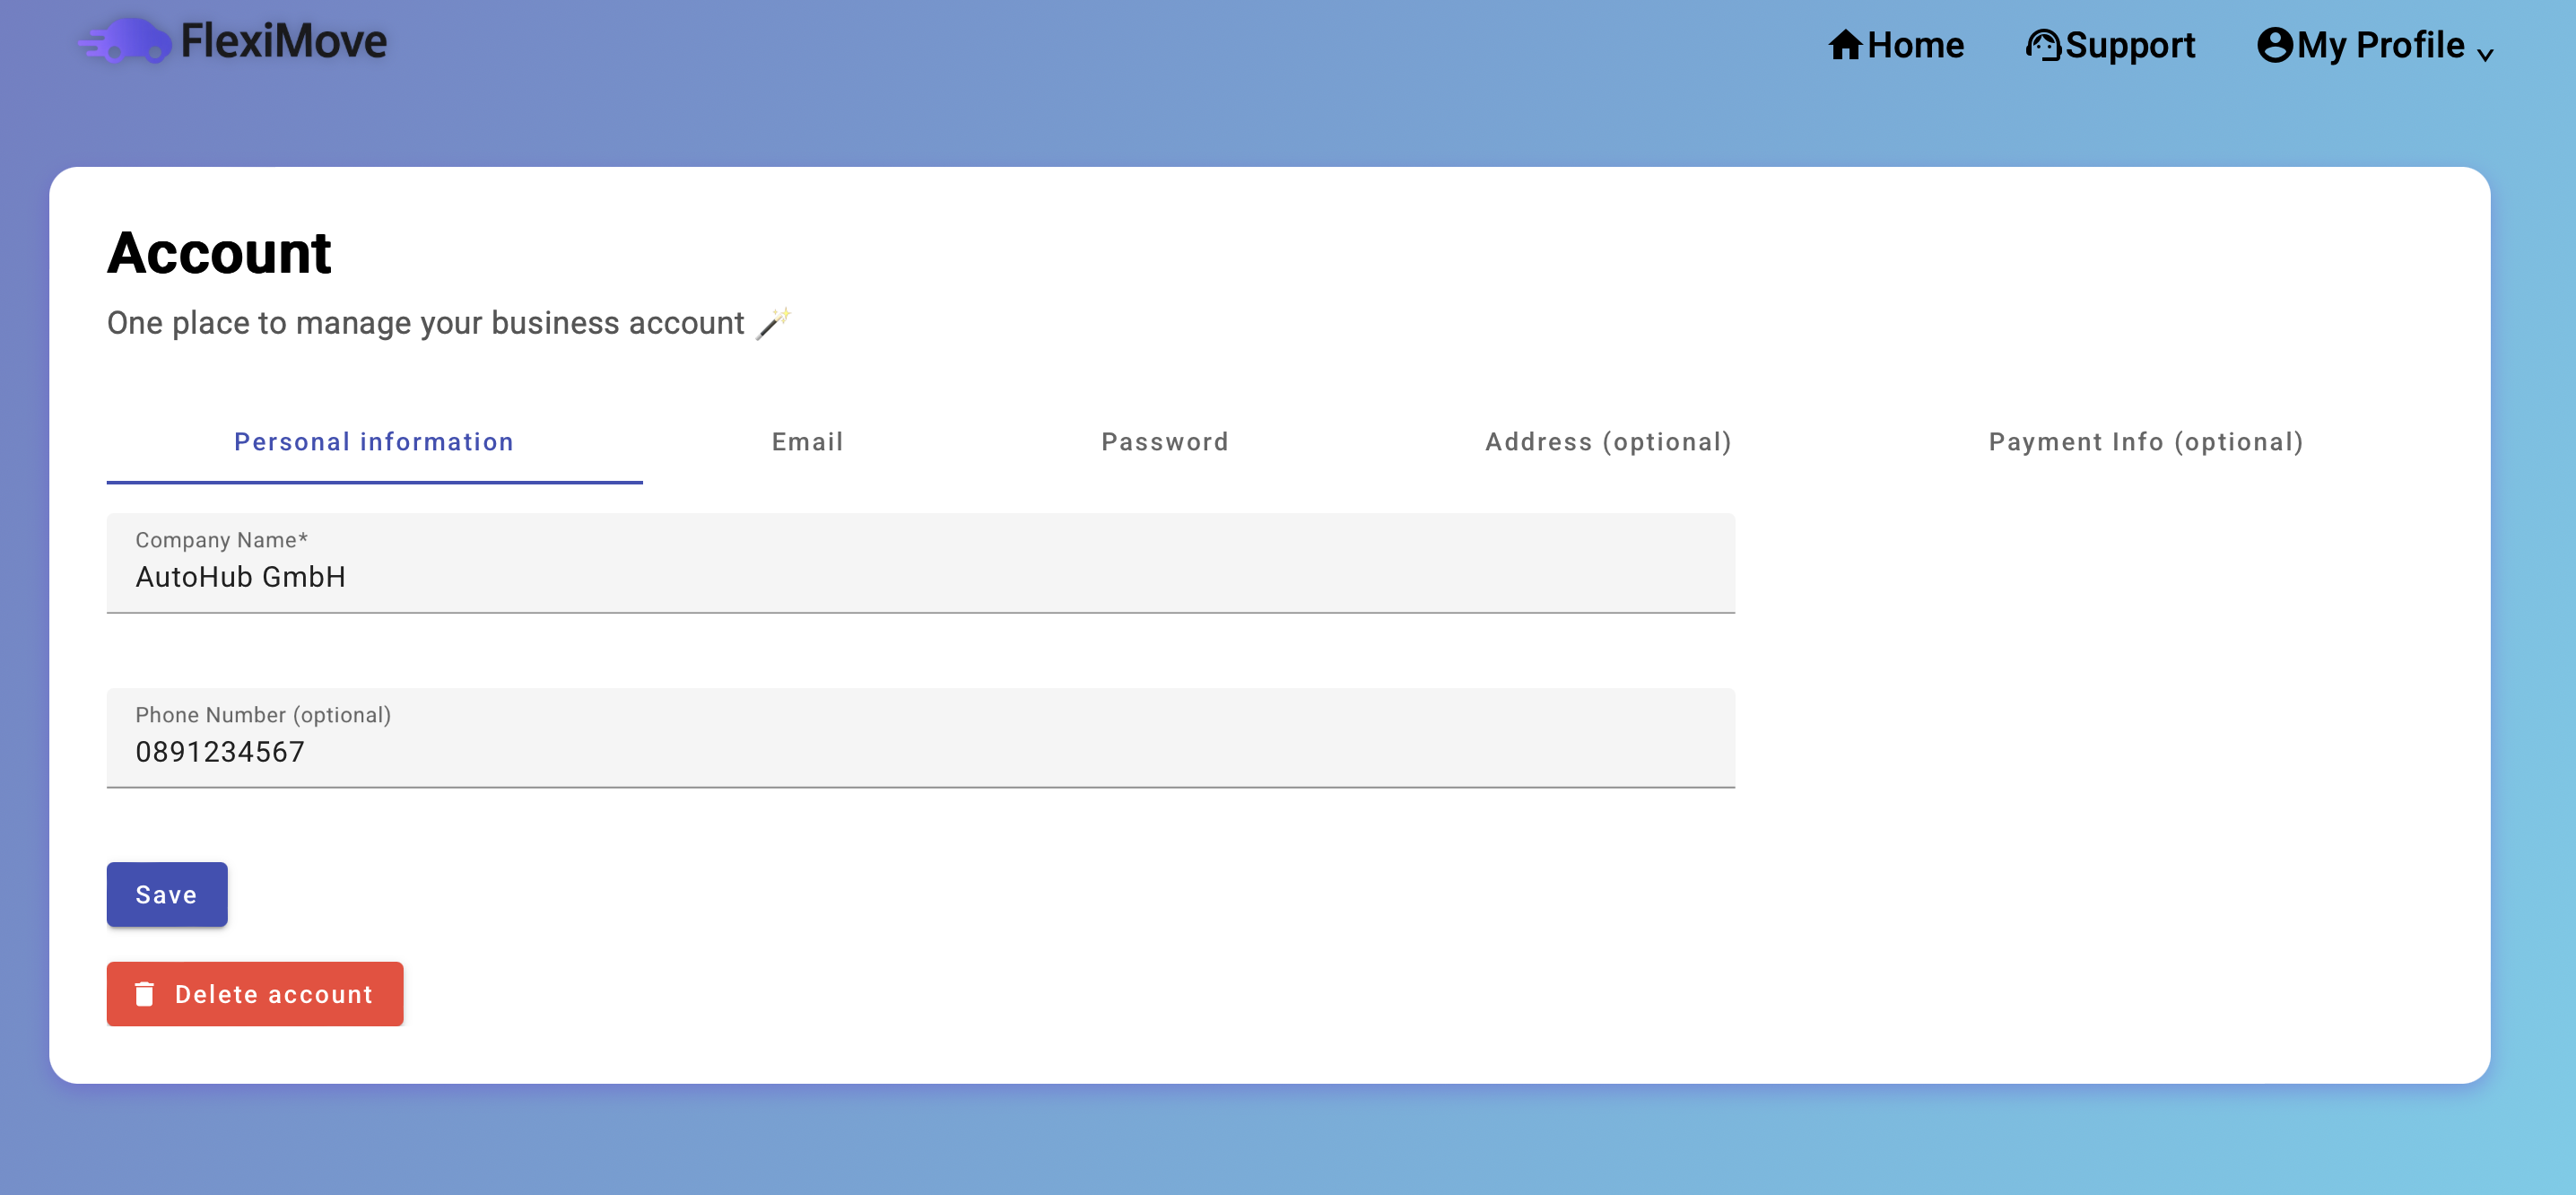 FlexiMove
Home Support My Profile
Account
One place to manage your business account
Personal information Email Password Address (optional) Payment Info (optional)
Company Name*
AutoHub GmbH
Phone Number (optional)
0891234567
Save
Delete account